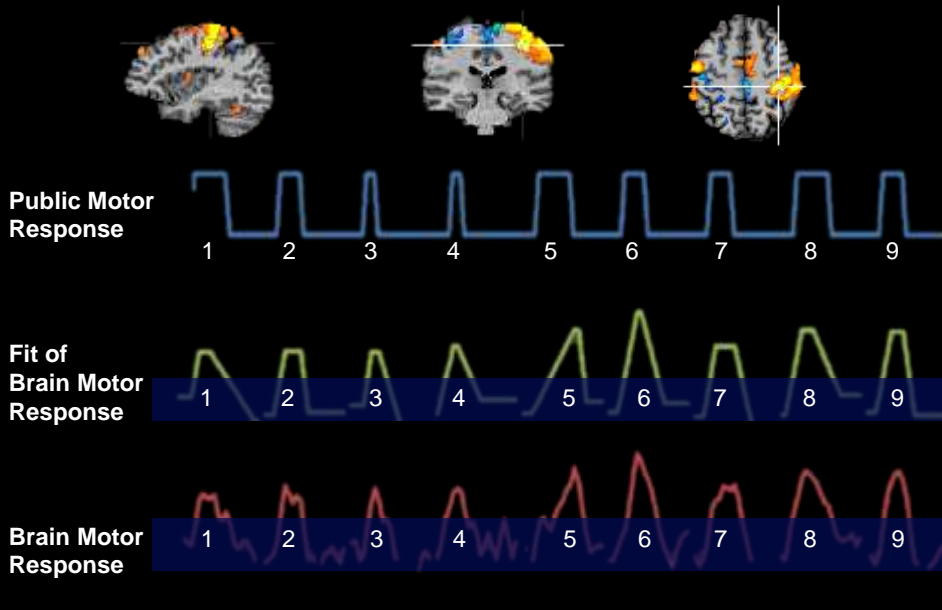 Public Motor
Response
1 2 3 4 5 6 7 8 9
Fit of
Brain Motor
Response
1 2 3 4 5 6 7 8 9
Brain Motor
Response
1 2 3 4 5 6 7 8 9